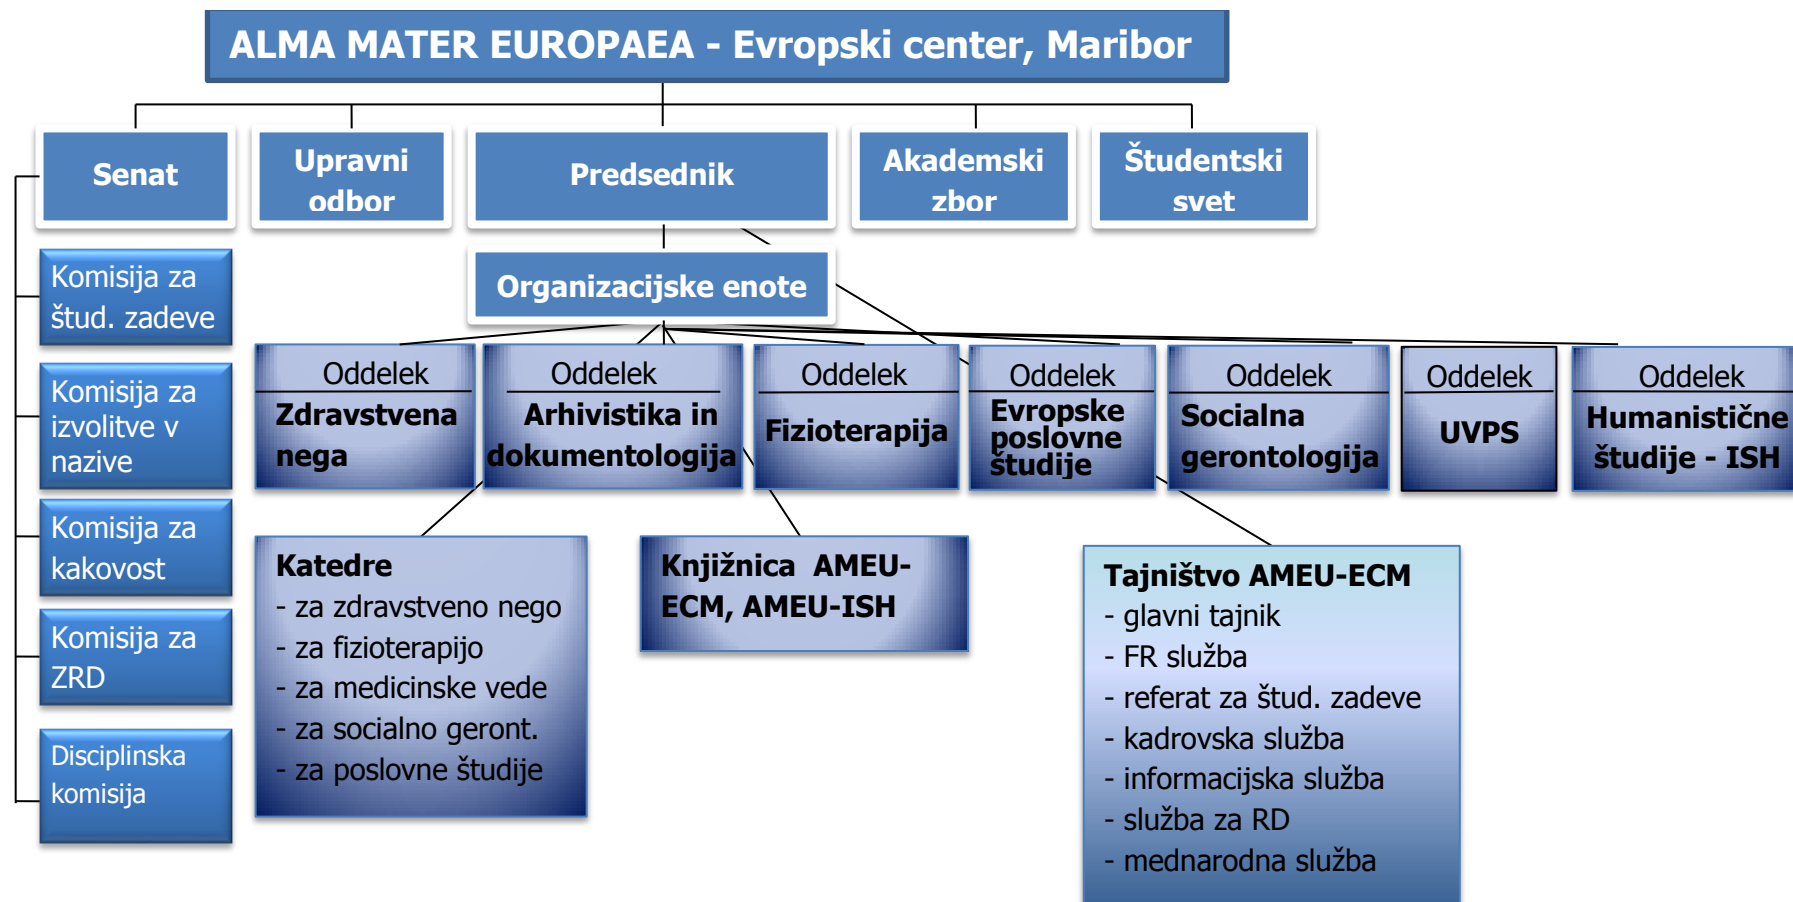 ALMA MATER EUROPAEA - Evropski center, Maribor
Senat
Upravni
odbor
Predsednik
Akademski
zbor
Študentski
svet
Komisija za
štud. zadeve
Komisija za
izvolitve v
nazive
Komisija za
kakovost
Komisija za
ZRD
Disciplinska
komisija
Organizacijske enote
Oddelek
Zdravstvena
nega
Oddelek
Arhivistika in
dokumentologija
Oddelek
Fizioterapija
Oddelek
Evropske
poslovne
študije
Oddelek
Socialna
gerontologija
Oddelek
UVPS
Oddelek
Humanistične
študije - ISH
Katedre
- za zdravstveno nego
- za fizioterapijo
- za medicinske vede
- za socialno geront.
- za poslovne študije
Knjižnica AMEU-
ECM, AMEU-ISH
Tajništvo AMEU-ECM
- glavni tajnik
- FR služba
- referat za štud. zadeve
- kadrovska služba
- informacijska služba
- služba za RD
- mednarodna služba